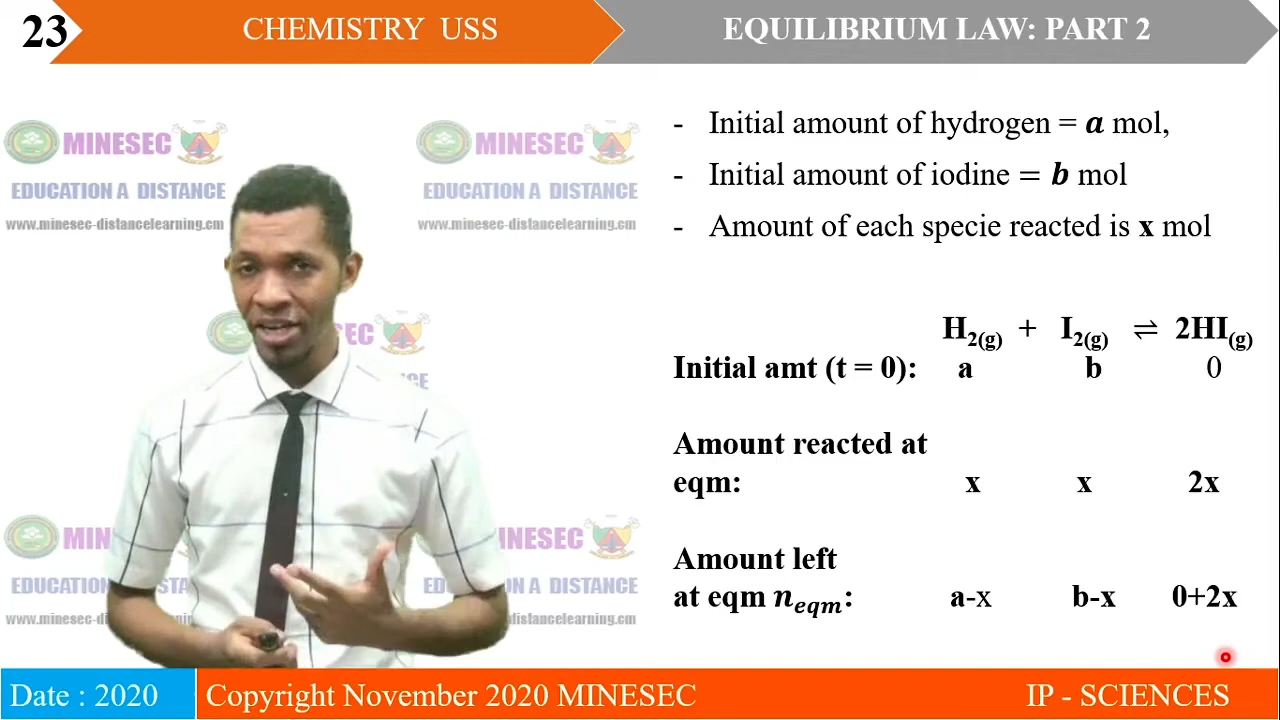 23
CHEMISTRY USS
EQUILIBRIUM LAW: PART 2
MINESEC
EDUCATION A DISTANCE
www.minesec-distancelearning.cm
MINESEC
EDUCATION A DISTANCE
www.minesec-distancelearning.cm
- Initial amount of hydrogen = a mol,
- Initial amount of iodine = b mol
- Amount of each specie reacted is x mol
H2(g) + I2(g) ⇌ 2HI(g)
Initial amt (t = 0): a b 0
Amount reacted at
eqm: x x 2x
Amount left
at eqm neqm: a-x b-x 0+2x
Date : 2020
Copyright November 2020 MINESEC
IP - SCIENCES